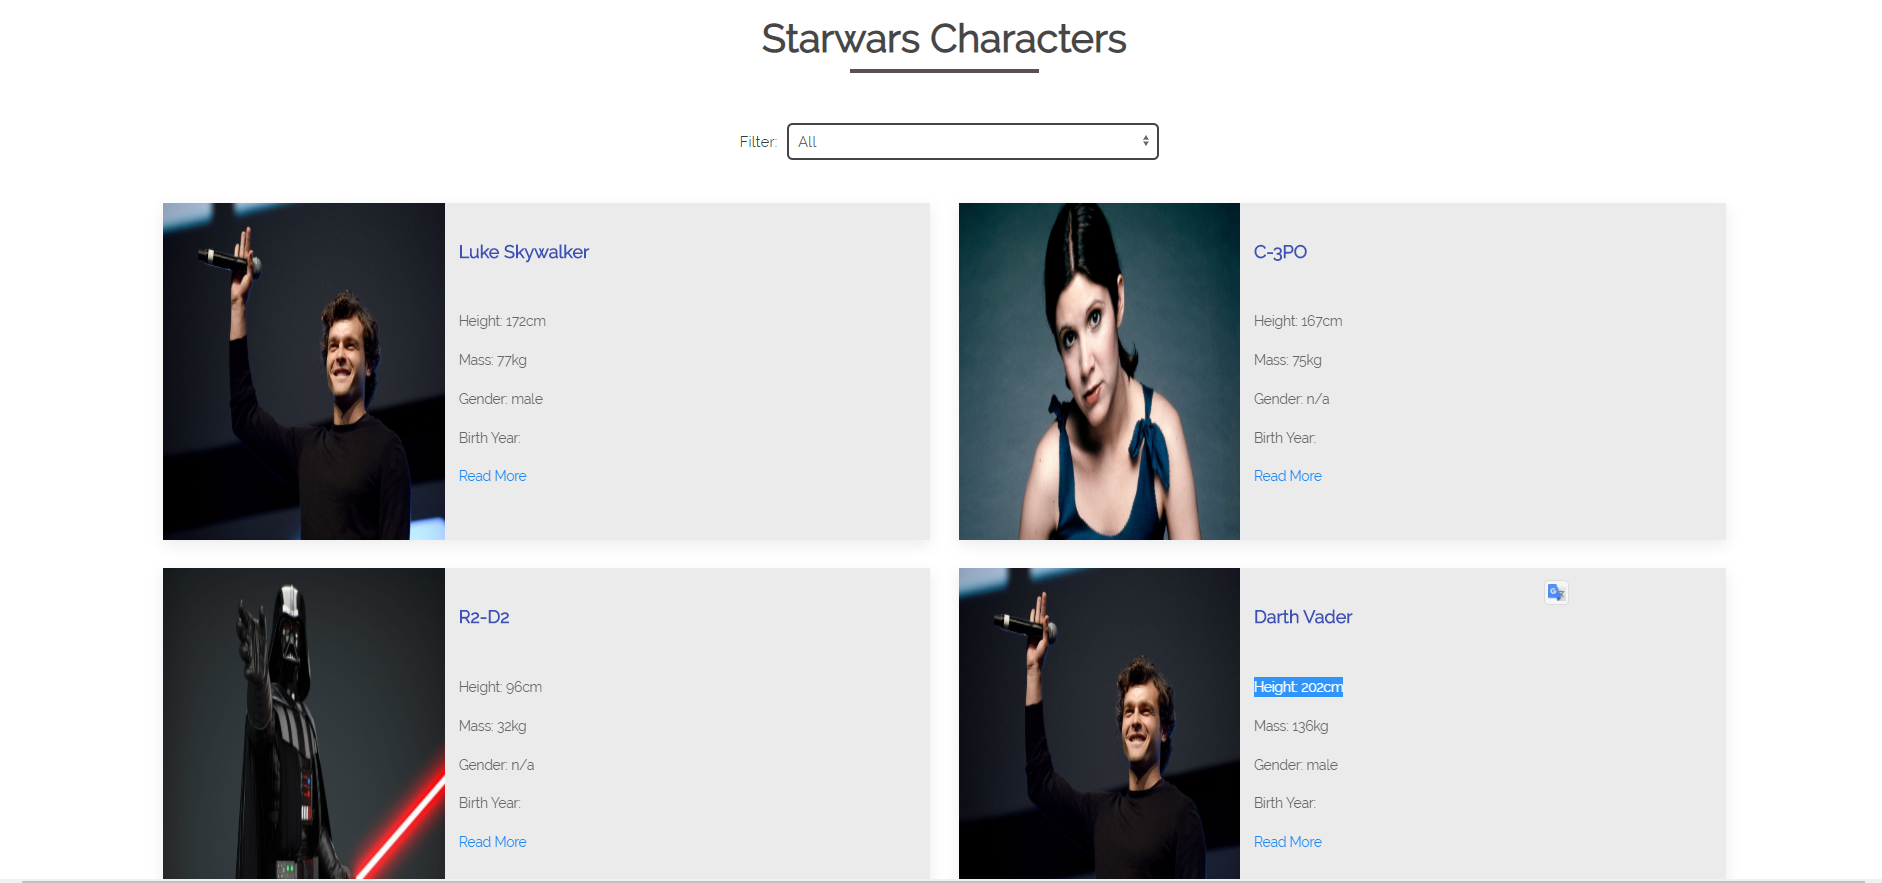 Starwars Characters
Filter: All
Luke Skywalker
Height: 172cm
Mass: 77kg
Gender: male
Birth Year:
Read More
C-3PO
Height: 167cm
Mass: 75kg
Gender: n/a
Birth Year:
Read More
R2-D2
Height: 96cm
Mass: 32kg
Gender: n/a
Birth Year:
Read More
Darth Vader
Height: 202cm
Mass: 136kg
Gender: male
Birth Year:
Read More